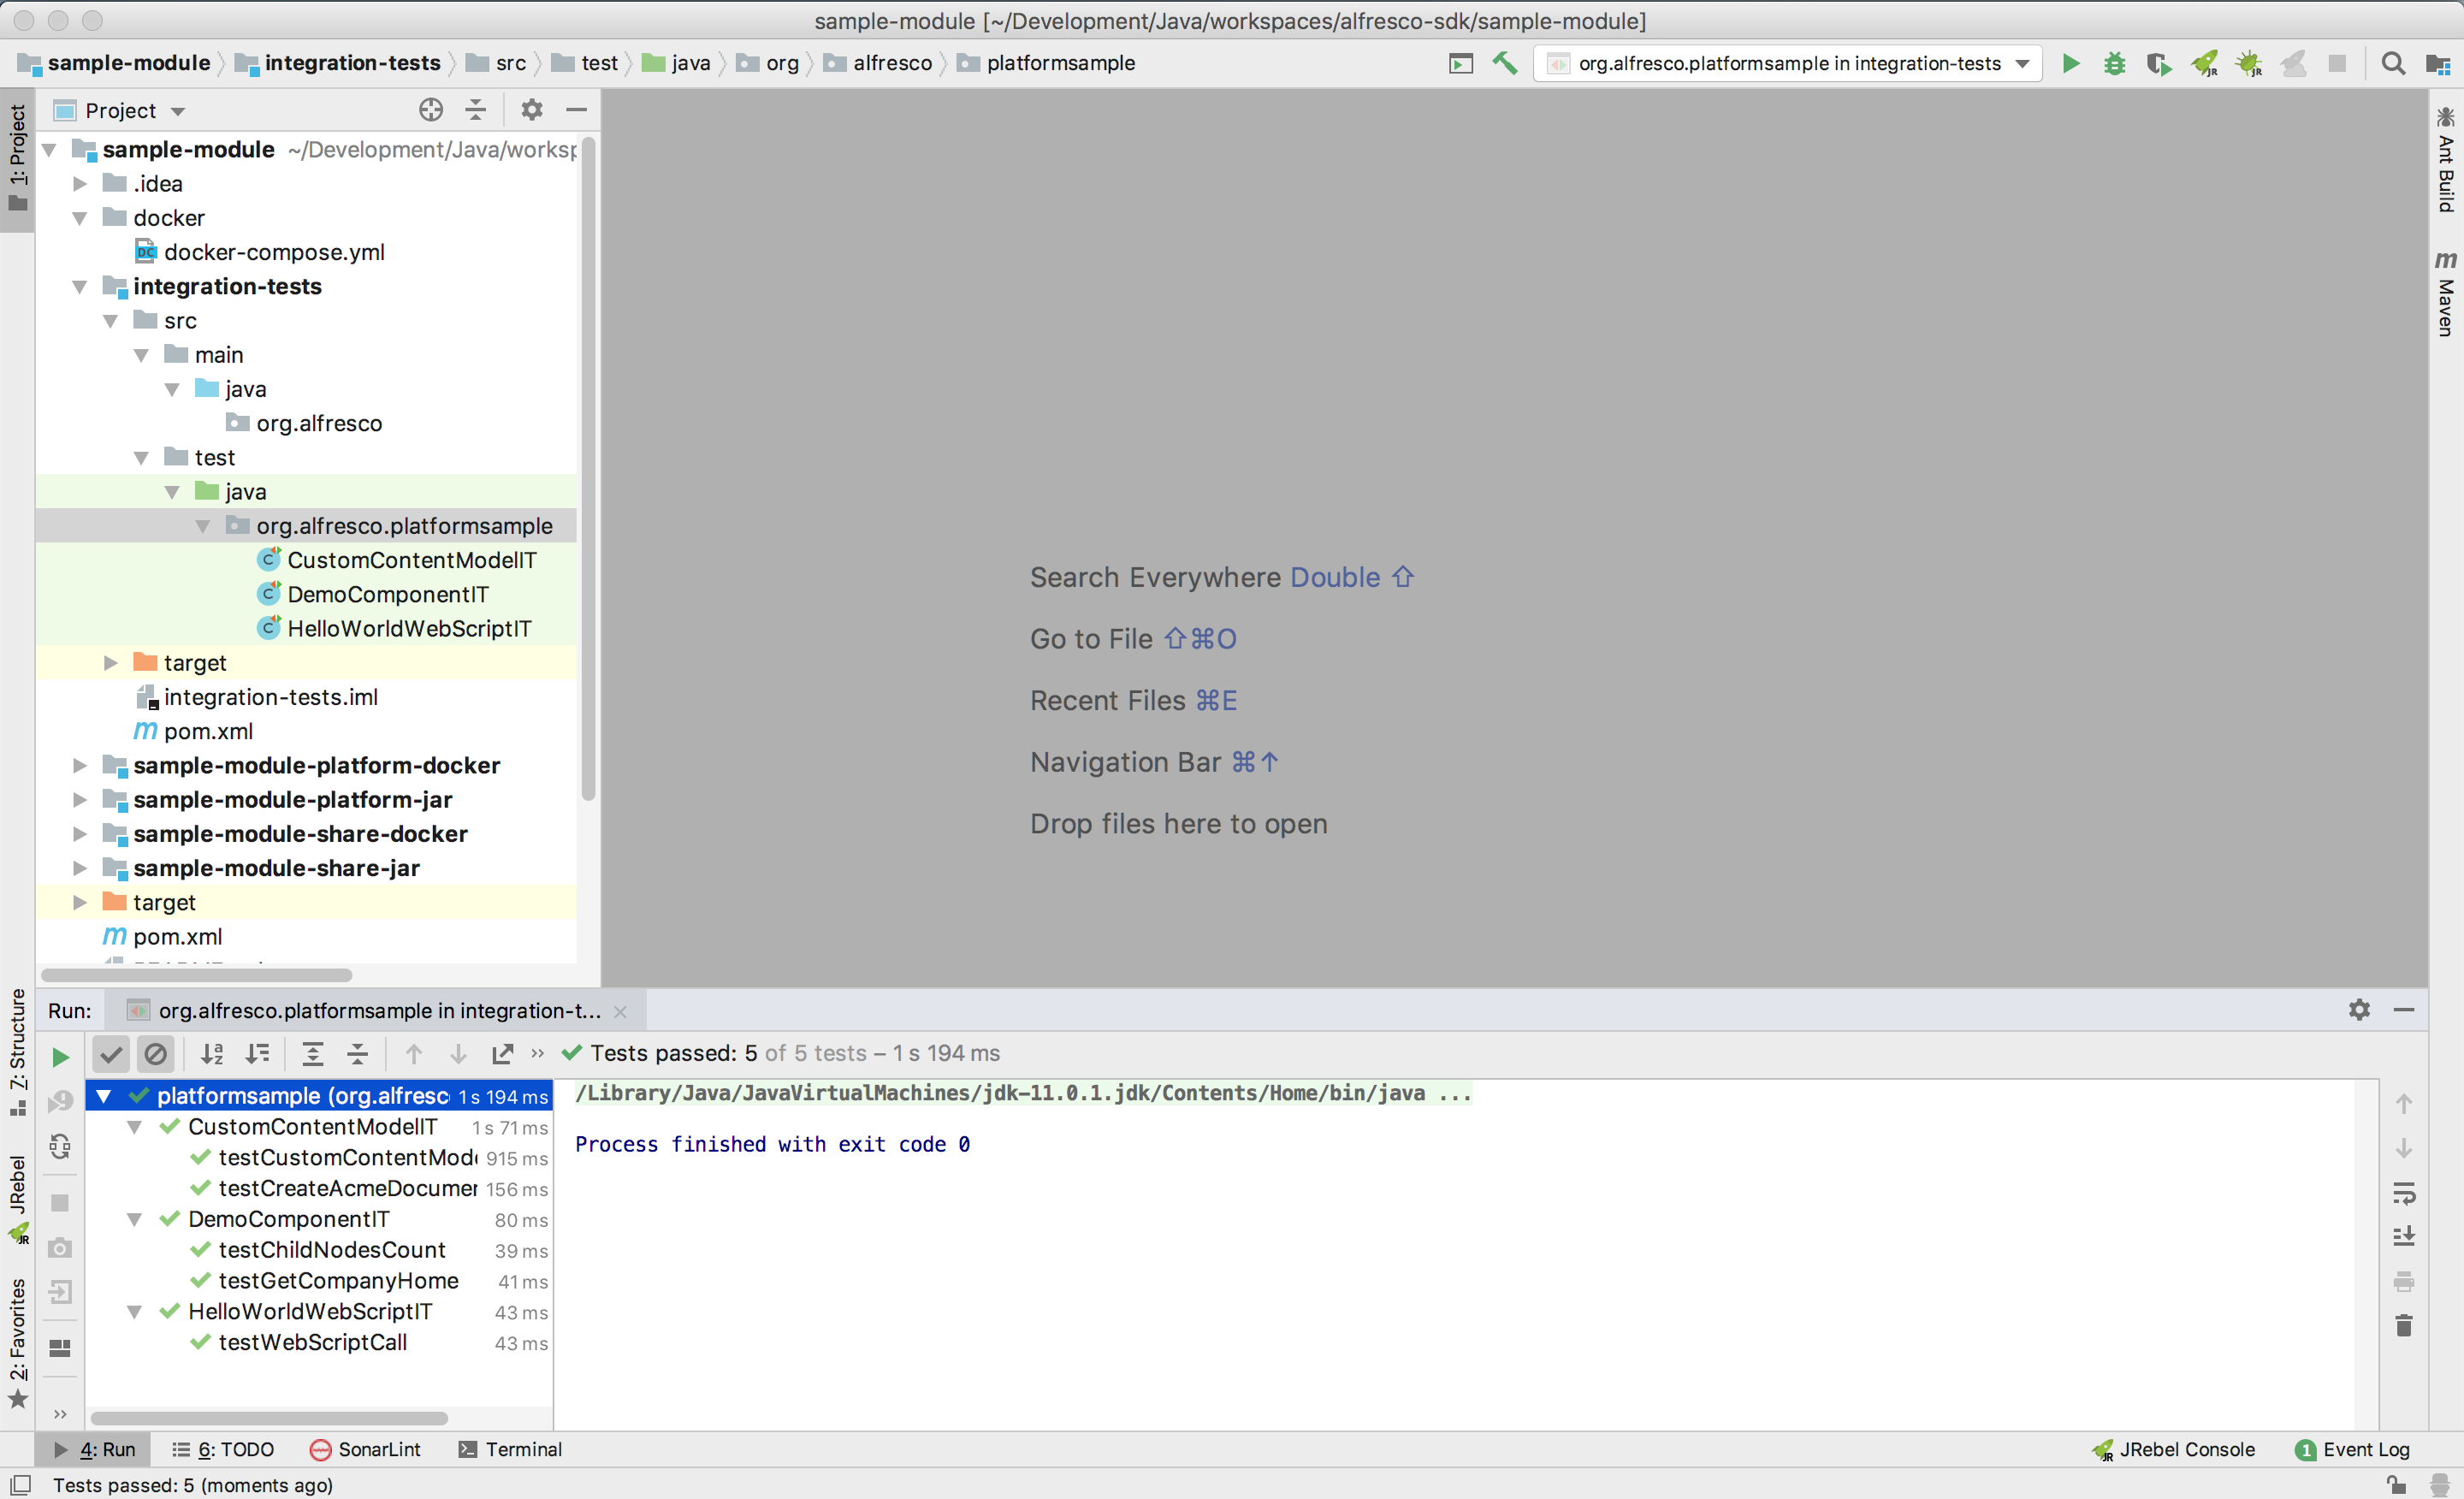 sample-module [~/Development/Java/workspaces/alfresco-sdk/sample-module]
sample-module integration-tests src test java org alfresco platformsample
org.alfresco.platformsample in integration-tests
1: Project
Project
sample-module ~/Development/Java/worksp
.idea
docker
docker-compose.yml
integration-tests
src
main
java
org.alfresco
test
java
org.alfresco.platformsample
CustomContentModelIT
DemoComponentIT
HelloWorldWebScriptIT
target
integration-tests.iml
pom.xml
sample-module-platform-docker
sample-module-platform-jar
sample-module-share-docker
sample-module-share-jar
target
pom.xml
Search Everywhere Double ⇧
Go to File ⇧⌘O
Recent Files ⌘E
Navigation Bar ⌘↑
Drop files here to open
Ant Build
Maven
7: Structure
JRebel
2: Favorites
Run: org.alfresco.platformsample in integration-t...
Tests passed: 5 of 5 tests – 1 s 194 ms
platformsample (org.alfresc 1 s 194 ms
CustomContentModelIT 1 s 71 ms
testCustomContentMod 915 ms
testCreateAcmeDocumer 156 ms
DemoComponentIT 80 ms
testChildNodesCount 39 ms
testGetCompanyHome 41 ms
HelloWorldWebScriptIT 43 ms
testWebScriptCall 43 ms
/Library/Java/JavaVirtualMachines/jdk-11.0.1.jdk/Contents/Home/bin/java ...
Process finished with exit code 0
4: Run 6: TODO SonarLint Terminal
JRebel Console 1 Event Log
Tests passed: 5 (moments ago)